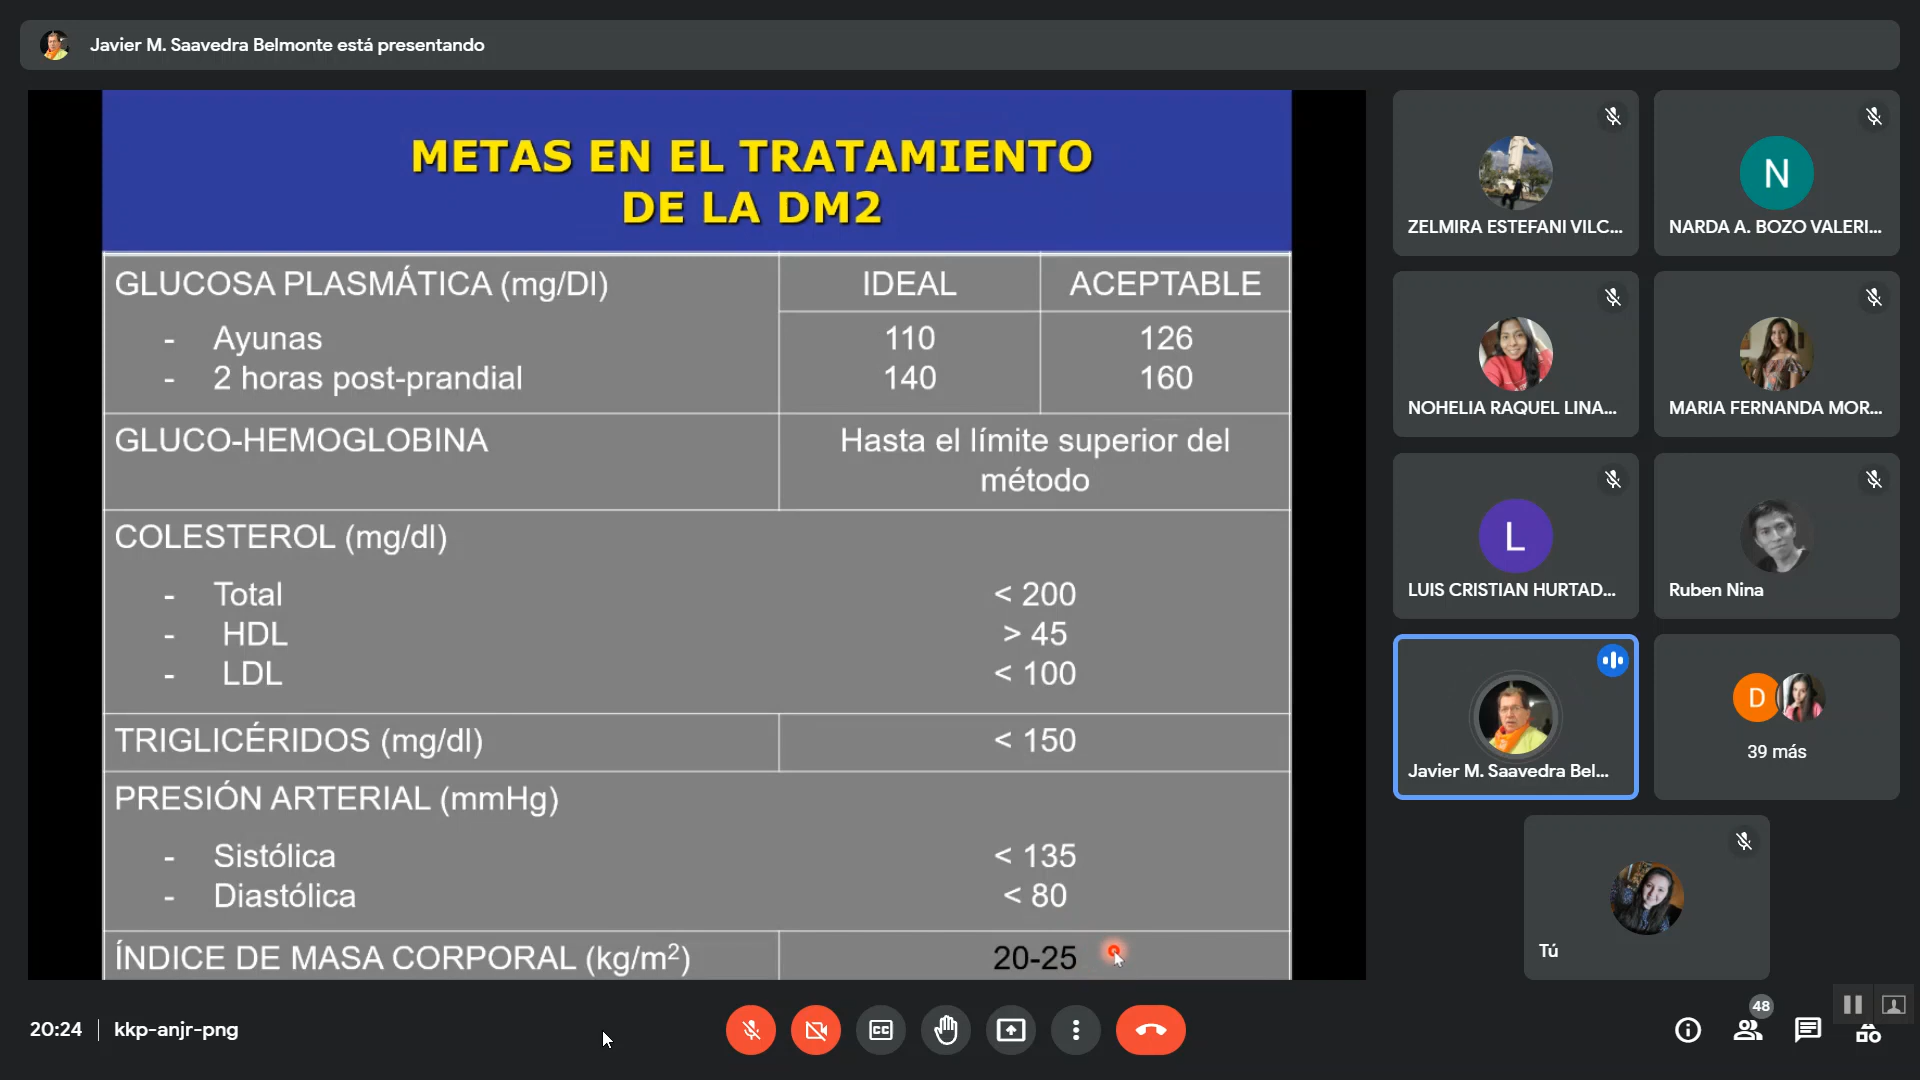 Javier M. Saavedra Belmonte está presentando
METAS EN EL TRATAMIENTO
DE LA DM2
GLUCOSA PLASMÁTICA (mg/Dl) IDEAL ACEPTABLE
- Ayunas 110 126
- 2 horas post-prandial 140 160
GLUCO-HEMOGLOBINA Hasta el límite superior del
método
COLESTEROL (mg/dl)
- Total < 200
- HDL > 45
- LDL < 100
TRIGLICÉRIDOS (mg/dl) < 150
PRESIÓN ARTERIAL (mmHg)
- Sistólica < 135
- Diastólica < 80
ÍNDICE DE MASA CORPORAL (kg/m²) 20-25
N
ZELMIRA ESTEFANI VILC... NARDA A. BOZO VALERI...
NOHELIA RAQUEL LINA... MARIA FERNANDA MOR...
L
LUIS CRISTIAN HURTAD... Ruben Nina
D
39 más
Javier M. Saavedra Bel...
Tú
20:24 | kkp-anjr-png
CC
48